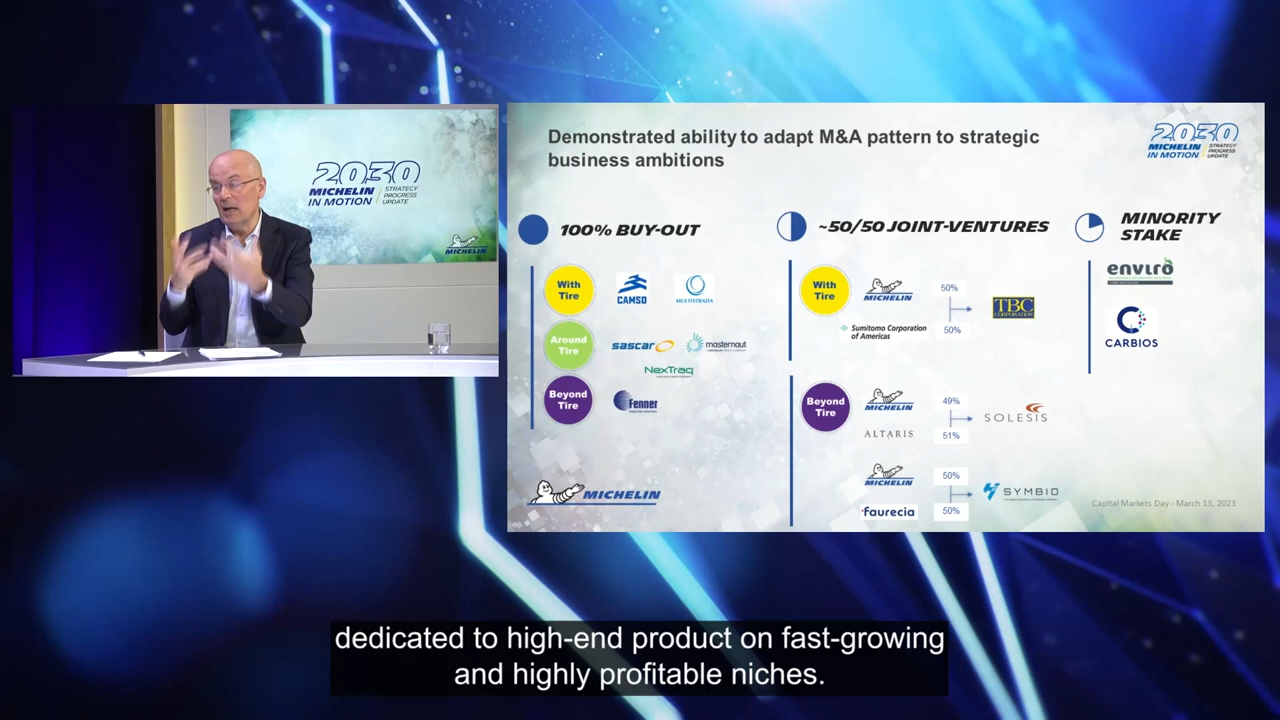 2030
MICHELIN
IN MOTION
STRATEGY
PROGRESS
UPDATE
MICHELIN
Demonstrated ability to adapt M&A pattern to strategic
business ambitions
2030
MICHELIN
IN MOTION
STRATEGY
PROGRESS
UPDATE
100% BUY-OUT
With
Tire
CAMSO
MULTISTRADA
Around
Tire
sascar
masternaut
NexTraq
Beyond
Tire
Fenner
MICHELIN
~50/50 JOINT-VENTURES
With
Tire
MICHELIN
50%
Sumitomo Corporation
of Americas
50%
TBC
CORPORATION
Beyond
Tire
MICHELIN
49%
ALTARIS
51%
SOLESIS
MICHELIN
50%
faurecia
50%
SYMBIO
MINORITY
STAKE
enviro
CARBIOS
Capital Markets Day - March 13, 2023
dedicated to high-end product on fast-growing
and highly profitable niches.